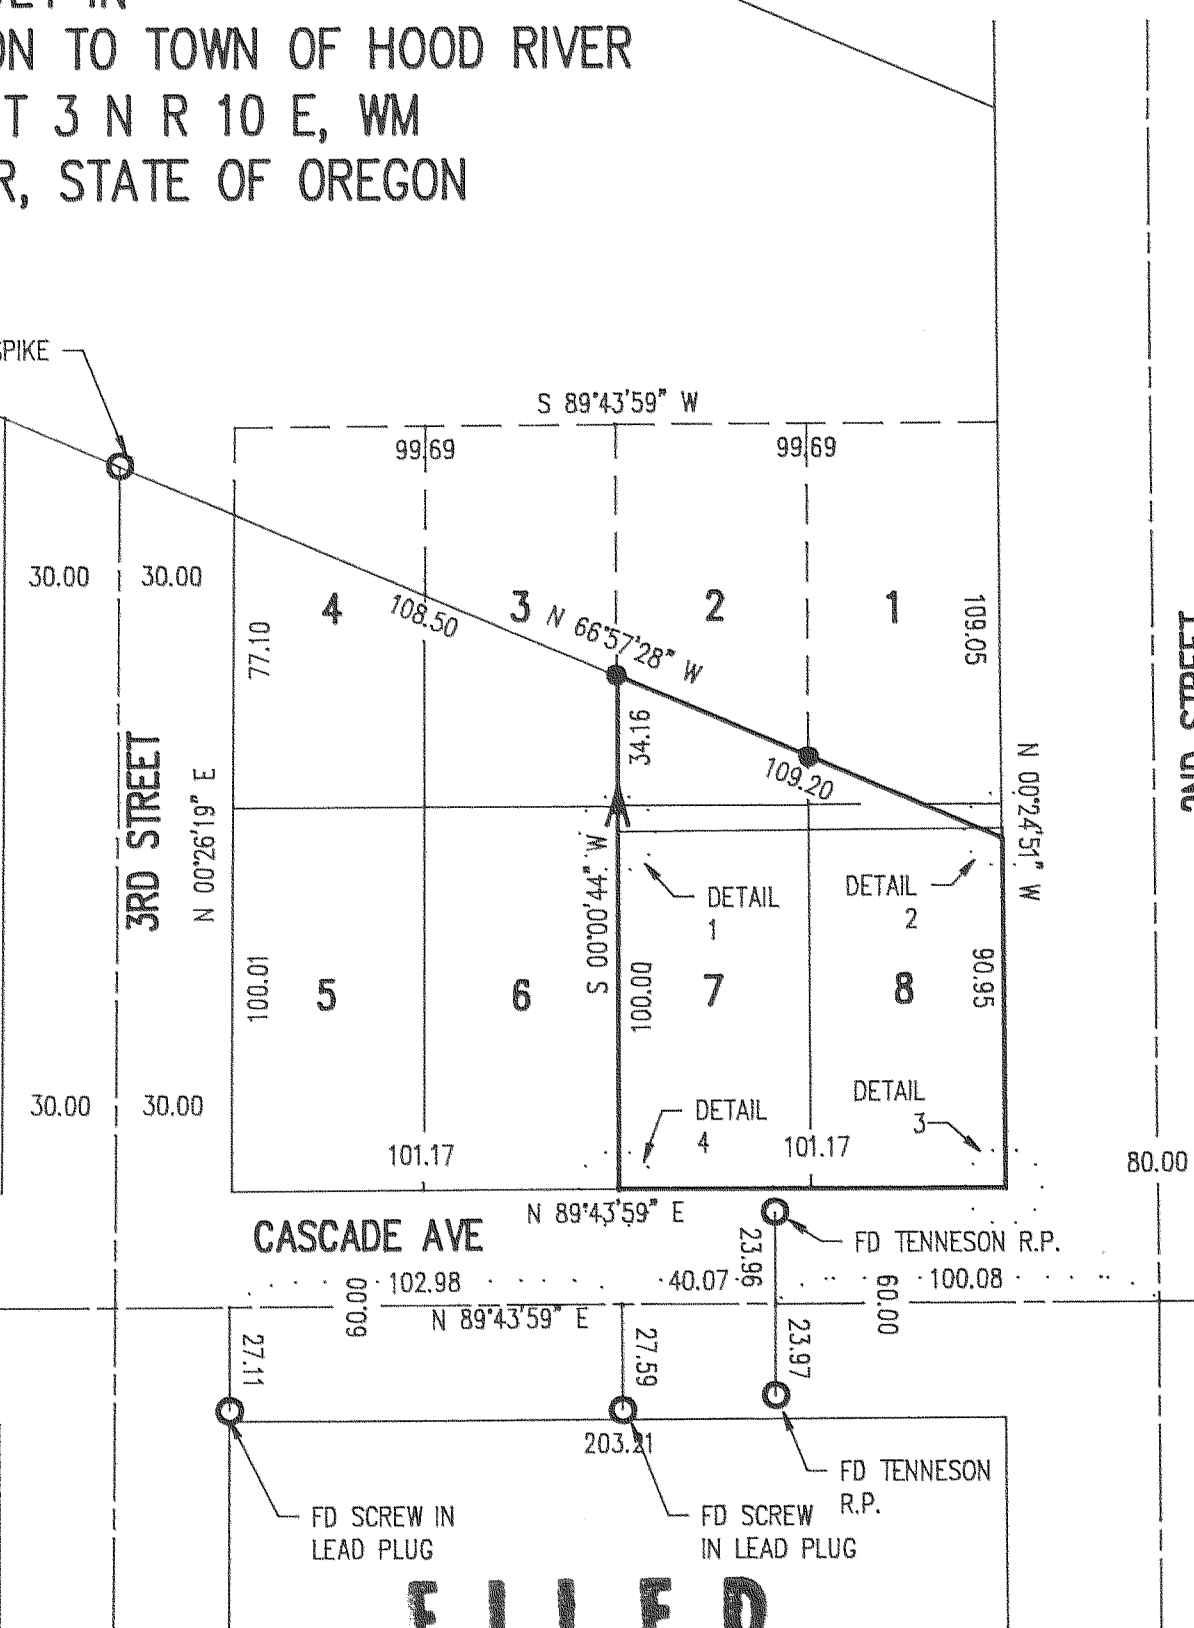 ON TO TOWN OF HOOD RIVER
T 3 N R 10 E, WM
R, STATE OF OREGON
SPIKE
S 89°43'59" W
99.69
99.69
30.00
30.00
4
108.50
3
N 66°57'28" W
2
1
109.05
77.10
34.16
109.20
3RD STREET
N 00°26'19" E
N 00°24'51" W
2ND STREET
S 00°00'44" W
DETAIL
1
DETAIL
2
100.01
5
6
100.00
7
8
90.95
30.00
30.00
DETAIL
4
DETAIL
3
101.17
101.17
80.00
N 89°43'59" E
CASCADE AVE
23.96
FD TENNESON R.P.
102.98
60.00
40.07
60.00
100.08
N 89°43'59" E
27.11
27.59
23.97
203.21
FD TENNESON
R.P.
FD SCREW IN
LEAD PLUG
FD SCREW
IN LEAD PLUG
FILED